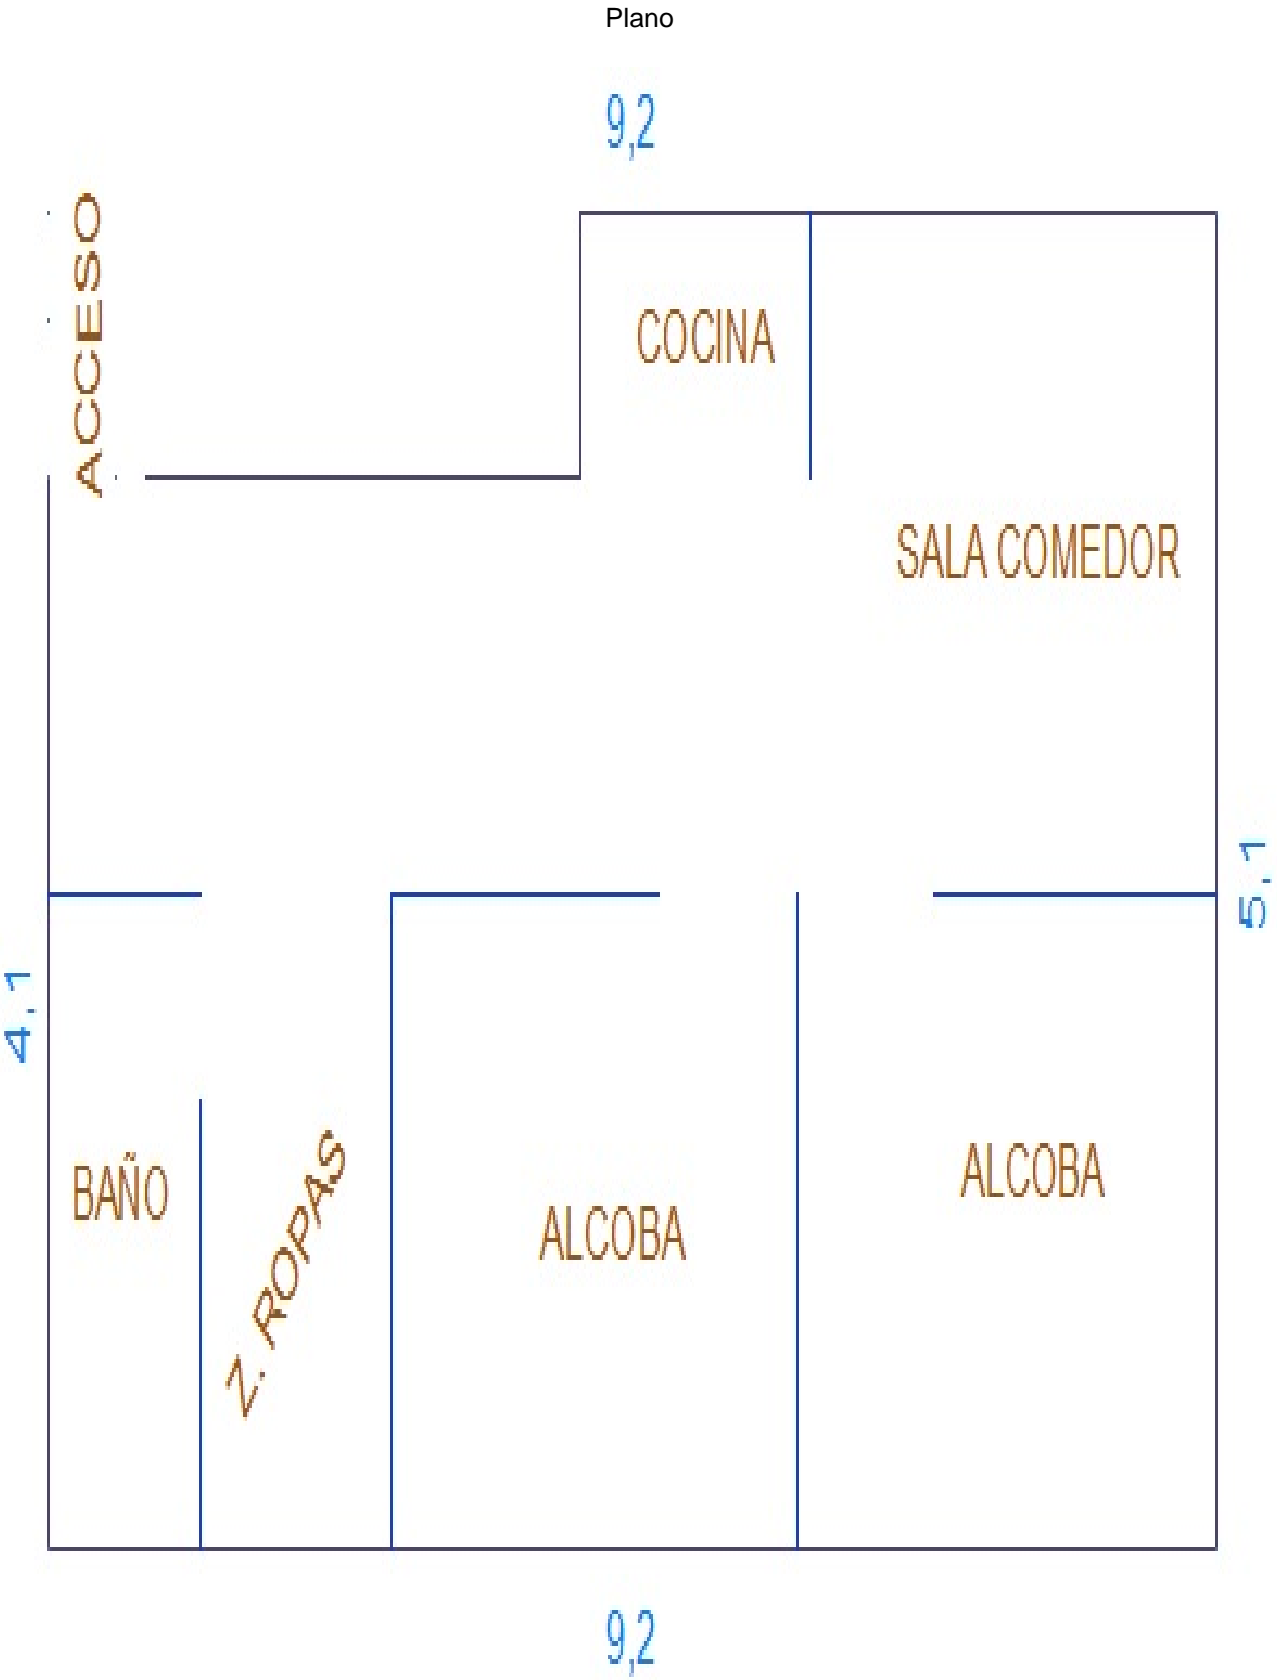 Plano
9,2
ACCESO
COCINA
SALA COMEDOR
5,1
4,1
BAÑO
Z. ROPAS
ALCOBA
ALCOBA
9,2